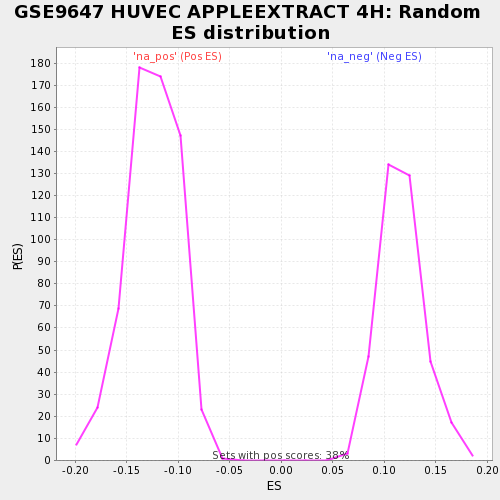 GSE9647 HUVEC APPLEEXTRACT 4H: Random
ES distribution
'na_pos' (Pos ES)
'na_neg' (Neg ES)
180
170
160
150
140
130
120
110
100
90
80
70
60
50
40
30
20
10
0
P(ES)
Sets with pos scores: 38%
-0.20 -0.15 -0.10 -0.05 0.00 0.05 0.10 0.15 0.20
ES